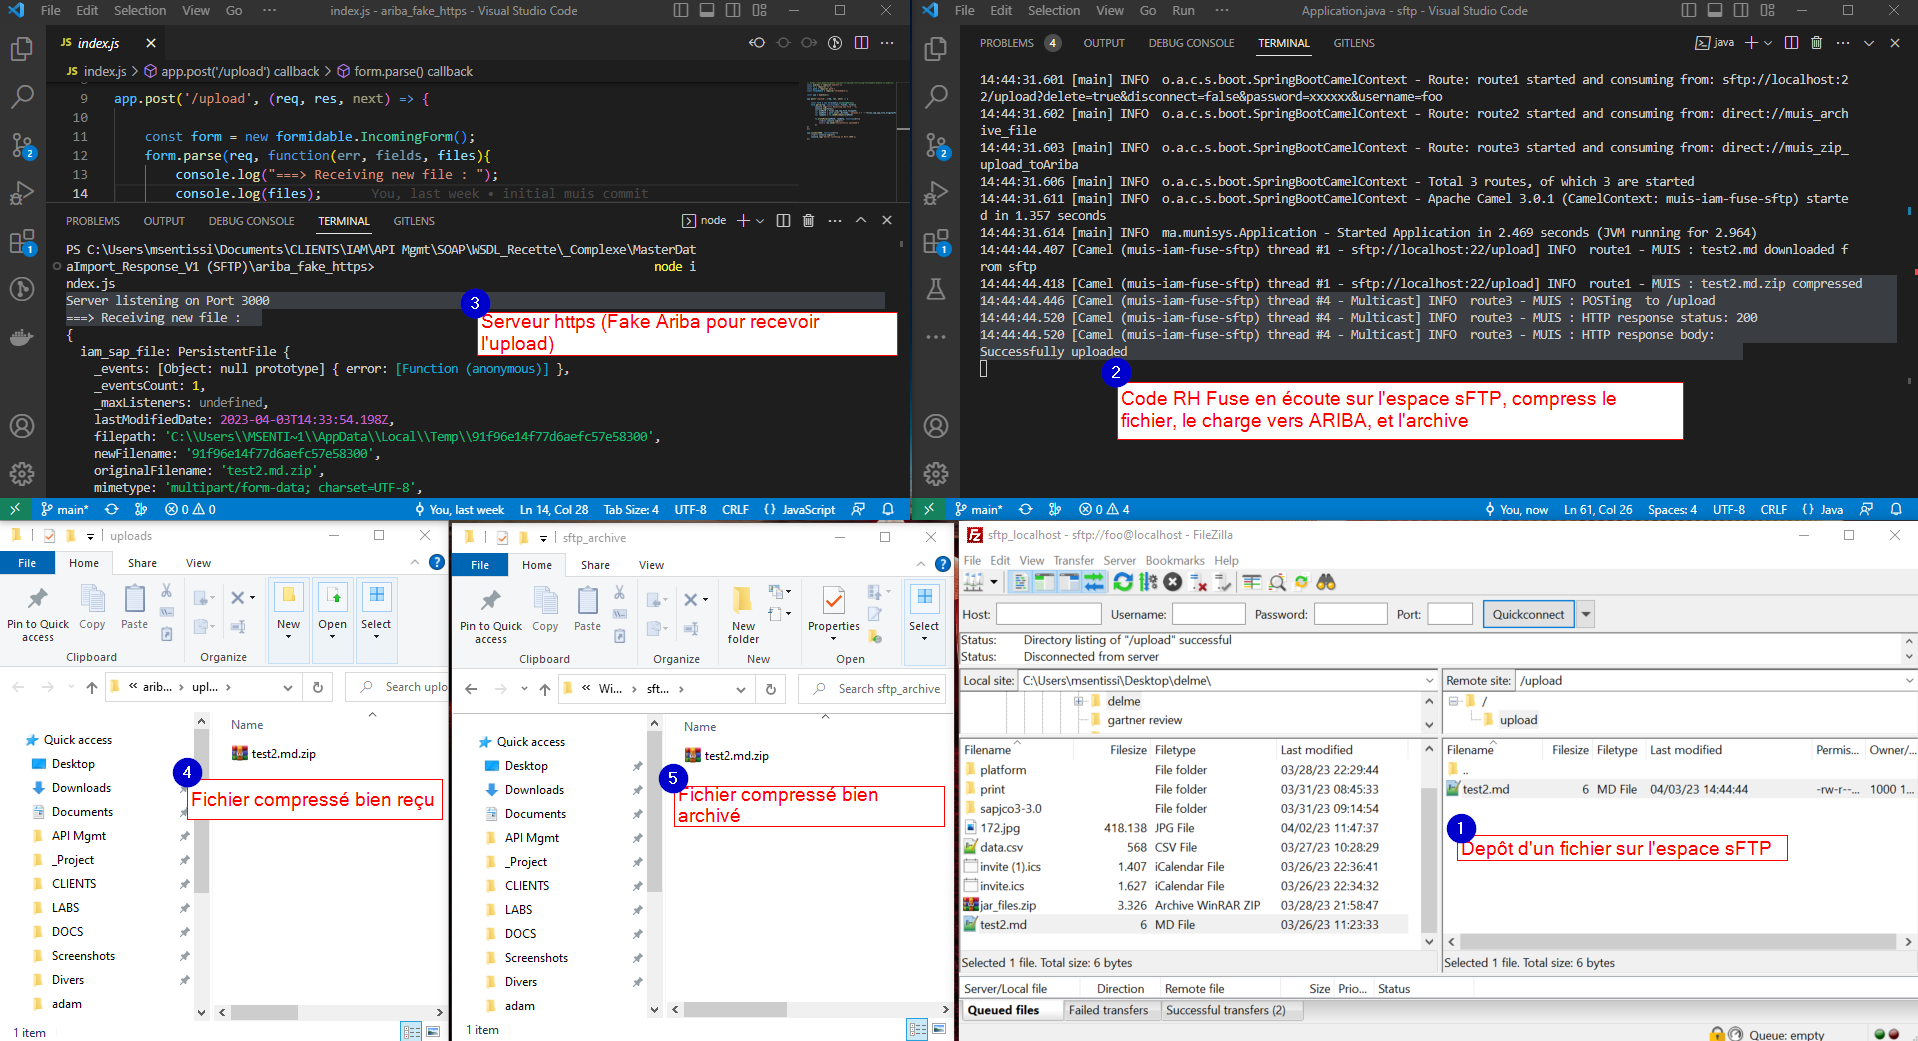 File Edit Selection View Go ··· index.js - ariba_fake_https - Visual Studio Code
JS index.js
JS index.js > app.post('/upload') callback > form.parse() callback
9 app.post('/upload', (req, res, next) => {
10
11 const form = new formidable.IncomingForm();
12 form.parse(req, function(err, fields, files){
13 console.log("===> Receiving new file : ");
14 console.log(files); You, last week • initial muis commit
PROBLEMS OUTPUT DEBUG CONSOLE TERMINAL GITLENS node
PS C:\Users\msentissi\Documents\CLIENTS\IAM\API Mgmt\SOAP\WSDL_Recette\_Complexe\MasterDat
aImport_Response_V1 (SFTP)\ariba_fake_https> node i
ndex.js
Server listening on Port 3000
===> Receiving new file :
{
iam_sap_file: PersistentFile {
_events: [Object: null prototype] { error: [Function (anonymous)] },
_eventsCount: 1,
_maxListeners: undefined,
lastModifiedDate: 2023-04-03T14:33:54.198Z,
filepath: 'C:\\Users\\MSENTI~1\\AppData\\Local\\Temp\\91f96e14f77d6aefc57e58300',
newFilename: '91f96e14f77d6aefc57e58300',
originalFilename: 'test2.md.zip',
mimetype: 'multipart/form-data; charset=UTF-8',
3
Serveur https (Fake Ariba pour recevoir
l'upload)
2
1
main* 0 0 You, last week Ln 14, Col 28 Tab Size: 4 UTF-8 CRLF {} JavaScript
File Edit Selection View Go Run ··· Application.java - sftp - Visual Studio Code
PROBLEMS 4 OUTPUT DEBUG CONSOLE TERMINAL GITLENS java
14:44:31.601 [main] INFO o.a.c.s.boot.SpringBootCamelContext - Route: route1 started and consuming from: sftp://localhost:2
2/upload?delete=true&disconnect=false&password=xxxxxx&username=foo
14:44:31.602 [main] INFO o.a.c.s.boot.SpringBootCamelContext - Route: route2 started and consuming from: direct://muis_arch
ive_file
14:44:31.603 [main] INFO o.a.c.s.boot.SpringBootCamelContext - Route: route3 started and consuming from: direct://muis_zip_
upload_toAriba
14:44:31.606 [main] INFO o.a.c.s.boot.SpringBootCamelContext - Total 3 routes, of which 3 are started
14:44:31.611 [main] INFO o.a.c.s.boot.SpringBootCamelContext - Apache Camel 3.0.1 (CamelContext: muis-iam-fuse-sftp) starte
d in 1.357 seconds
14:44:31.614 [main] INFO ma.munisys.Application - Started Application in 2.469 seconds (JVM running for 2.964)
14:44:44.407 [Camel (muis-iam-fuse-sftp) thread #1 - sftp://localhost:22/upload] INFO route1 - MUIS : test2.md downloaded f
rom sftp
14:44:44.418 [Camel (muis-iam-fuse-sftp) thread #1 - sftp://localhost:22/upload] INFO route1 - MUIS : test2.md.zip compressed
14:44:44.446 [Camel (muis-iam-fuse-sftp) thread #4 - Multicast] INFO route3 - MUIS : POSTing to /upload
14:44:44.520 [Camel (muis-iam-fuse-sftp) thread #4 - Multicast] INFO route3 - MUIS : HTTP response status: 200
14:44:44.520 [Camel (muis-iam-fuse-sftp) thread #4 - Multicast] INFO route3 - MUIS : HTTP response body:
Successfully uploaded
2
Code RH Fuse en écoute sur l'espace sFTP, compress le
fichier, le charge vers ARIBA, et l'archive
2
1
main* 0 4 You, now Ln 61, Col 26 Spaces: 4 UTF-8 CRLF {} Java
uploads
File Home Share View
Pin to Quick access Copy Paste New Open Select
Clipboard Organize
« arib... > upl... > Search uplo
Name
test2.md.zip
4
Fichier compressé bien reçu
Quick access
Desktop
Downloads
Documents
API Mgmt
_Project
CLIENTS
LABS
DOCS
Screenshots
Divers
adam
1 item
sftp_archive
File Home Share View
Pin to Quick access Copy Paste New folder Properties Select
Clipboard Organize New Open
« Wi... > sft... > Search sftp_archive
Name
test2.md.zip
5
Fichier compressé bien
archivé
Quick access
Desktop
Downloads
Documents
API Mgmt
_Project
CLIENTS
LABS
DOCS
Screenshots
Divers
adam
1 item
sftp_localhost - sftp://foo@localhost - FileZilla
File Edit View Transfer Server Bookmarks Help
Host: Username: Password: Port: Quickconnect
Status: Directory listing of "/upload" successful
Status: Disconnected from server
Local site: C:\Users\msentissi\Desktop\delme\
delme
gartner review
Filename Filesize Filetype Last modified
platform File folder 03/28/23 22:29:44
print File folder 03/31/23 08:45:33
sapjco3-3.0 File folder 03/31/23 09:14:54
172.jpg 418.138 JPG File 04/02/23 11:47:37
data.csv 568 CSV File 03/27/23 10:28:29
invite (1).ics 1.407 iCalendar File 03/26/23 22:36:41
invite.ics 1.627 iCalendar File 03/26/23 22:34:32
jar_files.zip 3.326 Archive WinRAR ZIP 03/28/23 21:58:47
test2.md 6 MD File 03/26/23 11:23:33
Selected 1 file. Total size: 6 bytes
Remote site: /upload
/
upload
Filename Filesize Filetype Last modified Permis... Owner/...
..
test2.md 6 MD File 04/03/23 14:44:44 -rw-r--... 1000 1...
1
Depôt d'un fichier sur l'espace sFTP
Selected 1 file. Total size: 6 bytes
Server/Local file Direction Remote file Size Prio... Status
Queued files Failed transfers Successful transfers (2)
Queue: empty